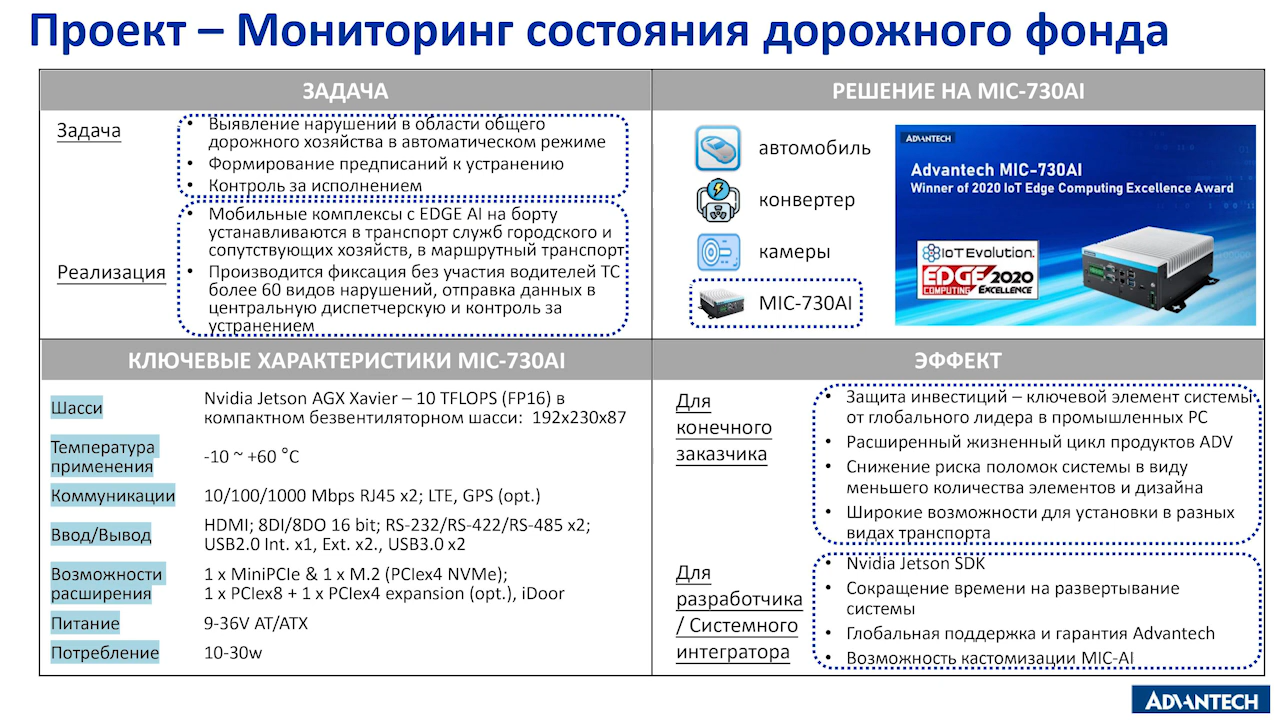 Проект – Мониторинг состояния дорожного фонда
ЗАДАЧА
Задача
• Выявление нарушений в области общего
дорожного хозяйства в автоматическом режиме
• Формирование предписаний к устранению
• Контроль за исполнением
Реализация
• Мобильные комплексы с EDGE AI на борту
устанавливаются в транспорт служб городского и
сопутствующих хозяйств, в маршрутный транспорт
• Производится фиксация без участия водителей ТС
более 60 видов нарушений, отправка данных в
центральную диспетчерскую и контроль за
устранением
РЕШЕНИЕ НА MIC-730AI
автомобиль
конвертер
камеры
MIC-730AI
ADVANTECH
Advantech MIC-730AI
Winner of 2020 IoT Edge Computing Excellence Award
IoT Evolution
EDGE 2020
COMPUTING EXCELLENCE
КЛЮЧЕВЫЕ ХАРАКТЕРИСТИКИ MIC-730AI
Шасси
Nvidia Jetson AGX Xavier – 10 TFLOPS (FP16) в
компактном безвентиляторном шасси: 192x230x87
Температура
применения
-10 ~ +60 °C
Коммуникации
10/100/1000 Mbps RJ45 x2; LTE, GPS (opt.)
Ввод/Вывод
HDMI; 8DI/8DO 16 bit; RS-232/RS-422/RS-485 x2;
USB2.0 Int. x1, Ext. x2., USB3.0 x2
Возможности
расширения
1 x MiniPCIe & 1 x M.2 (PCIex4 NVMe);
1 x PCIex8 + 1 x PCIex4 expansion (opt.), iDoor
Питание
9-36V AT/ATX
Потребление
10-30w
ЭФФЕКТ
Для
конечного
заказчика
• Защита инвестиций – ключевой элемент системы
от глобального лидера в промышленных PC
• Расширенный жизненный цикл продуктов ADV
• Снижение риска поломок системы в виду
меньшего количества элементов и дизайна
• Широкие возможности для установки в разных
видах транспорта
Для
разработчика
/ Системного
интегратора
• Nvidia Jetson SDK
• Сокращение времени на развертывание
системы
• Глобальная поддержка и гарантия Advantech
• Возможность кастомизации MIC-AI
ADVANTECH